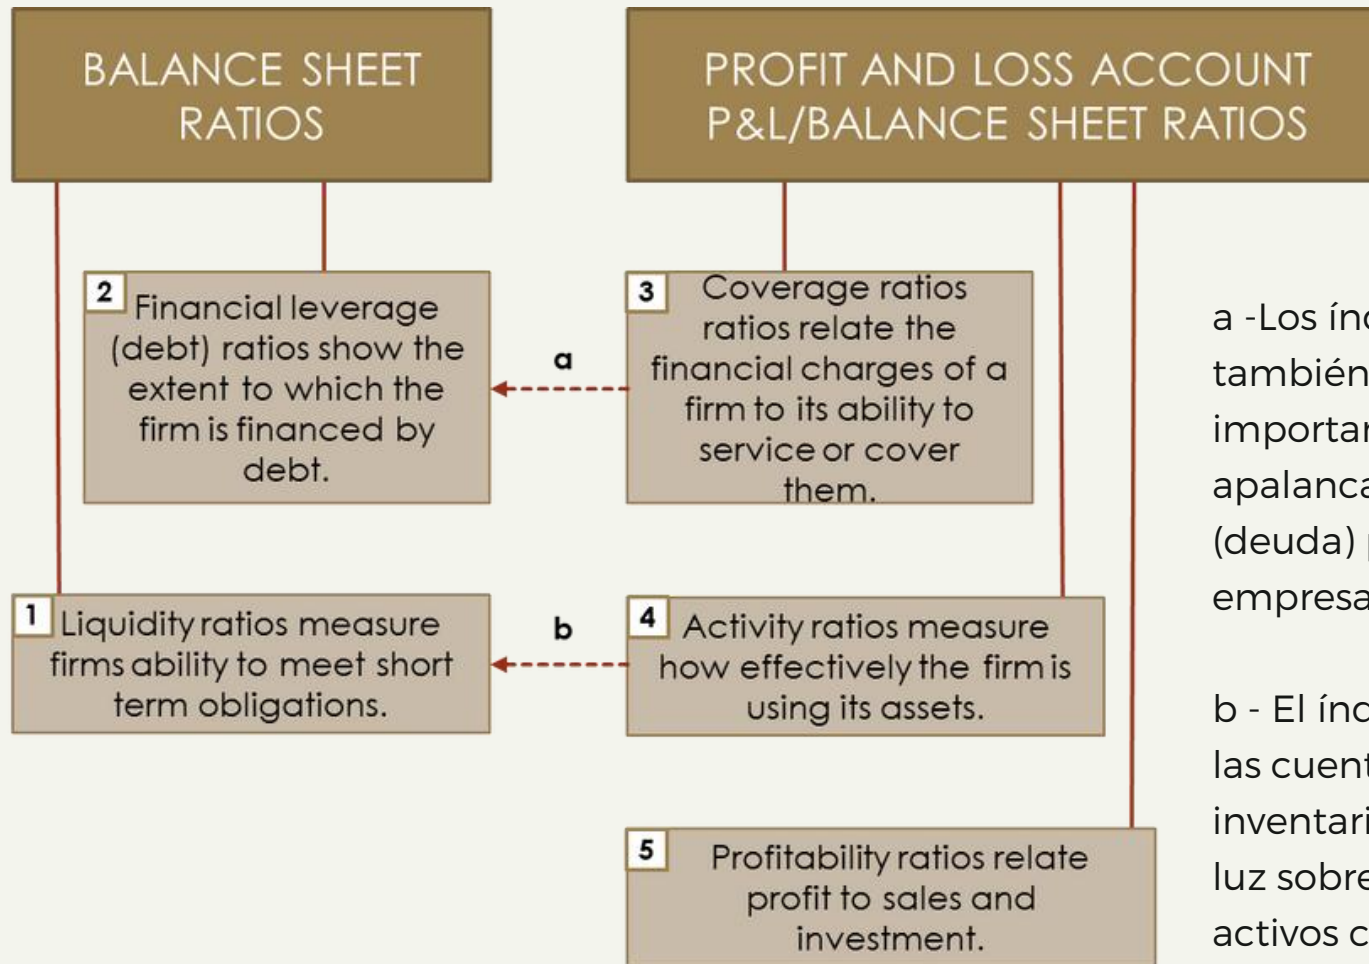 BALANCE SHEET
RATIOS
PROFIT AND LOSS ACCOUNT
P&L/BALANCE SHEET RATIOS
2
Financial leverage
(debt) ratios show the
extent to which the
firm is financed by
debt.
a
3
Coverage ratios
ratios relate the
financial charges of a
firm to its ability to
service or cover
them.
1
Liquidity ratios measure
firms ability to meet short
term obligations.
b
4
Activity ratios measure
how effectively the firm is
using its assets.
5
Profitability ratios relate
profit to sales and
investment.
a -Los
también
(deuda)
empresa
b - El
las
luz sobre
activos